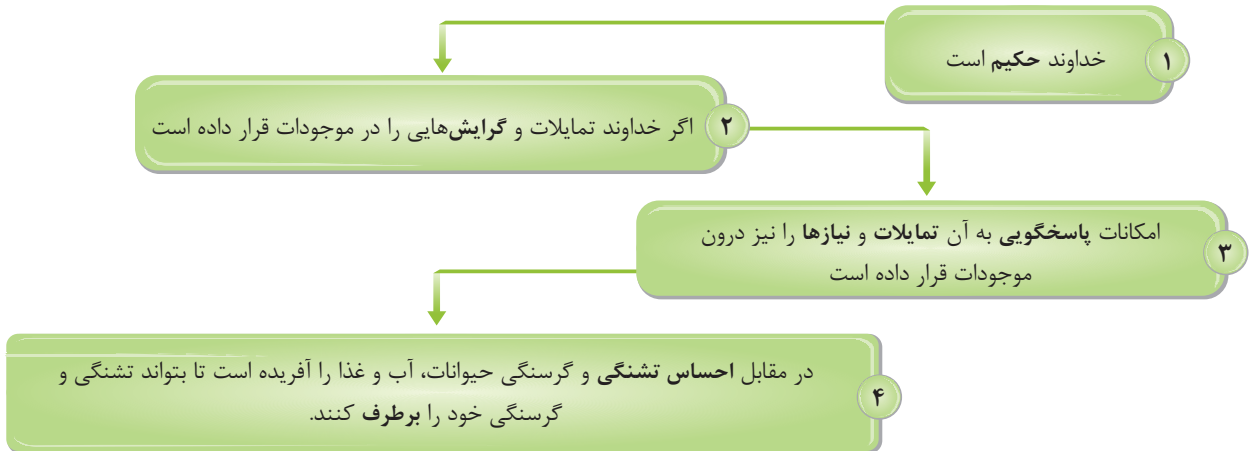 ۱ خداوند حکیم است
۲ اگر خداوند تمایلات و گرایش‌هایی را در موجودات قرار داده است
۳ امکانات پاسخگویی به آن تمایلات و نیازها را نیز درون
موجودات قرار داده است
۴ در مقابل احساس تشنگی و گرسنگی حیوانات، آب و غذا را آفریده است تا بتواند تشنگی و
گرسنگی خود را برطرف کنند.